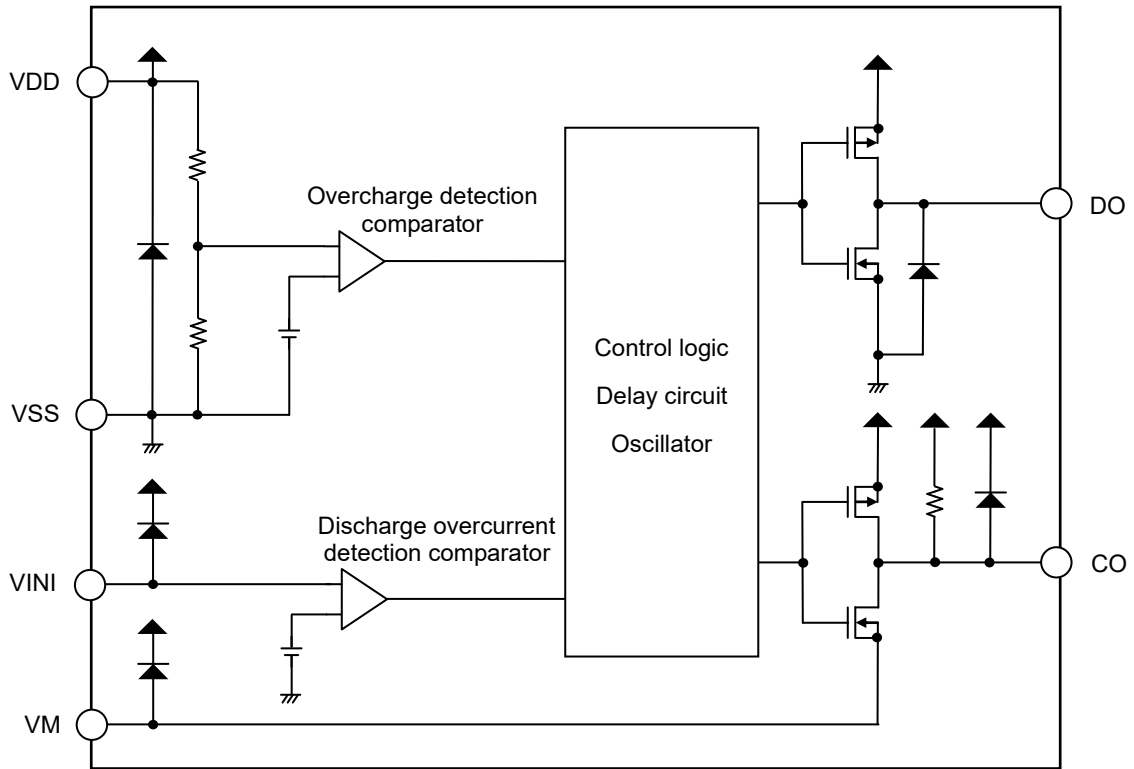 VDD
Overcharge detection
comparator
DO
Control logic
Delay circuit
Oscillator
VSS
Discharge overcurrent
detection comparator
VINI
CO
VM